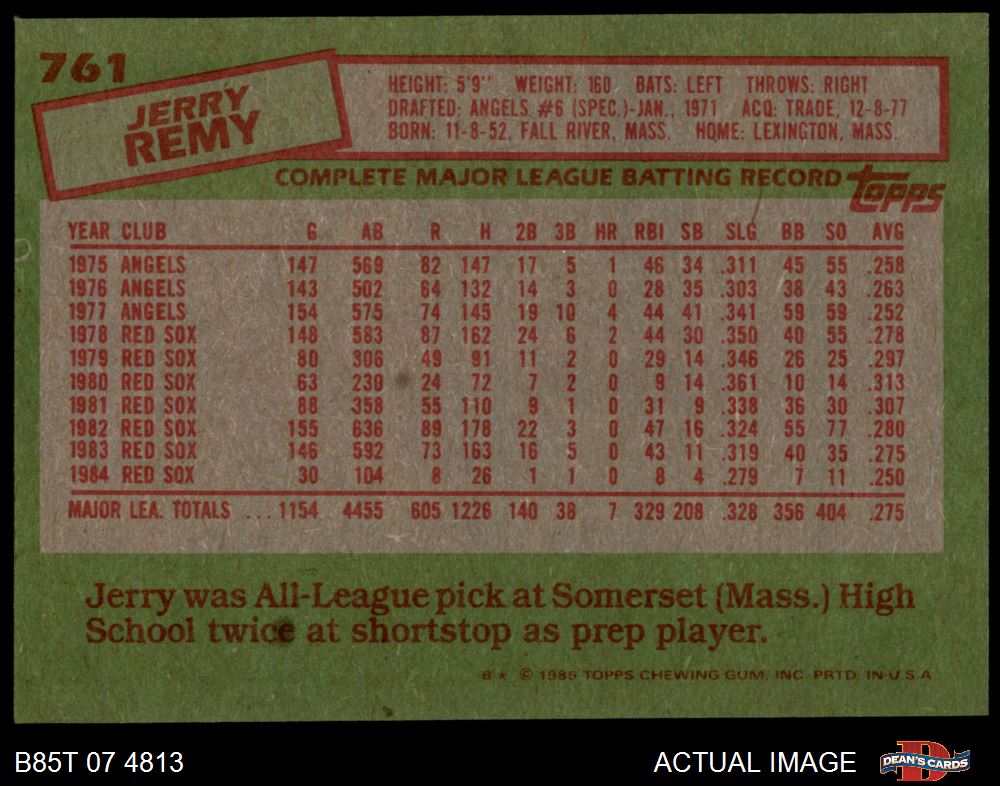 761
JERRY
REMY
HEIGHT: 5'9" WEIGHT: 160 BATS: LEFT THROWS: RIGHT
DRAFTED: ANGELS #6 (SPEC.)-JAN., 1971 ACQ: TRADE, 12-8-77
BORN: 11-8-52, FALL RIVER, MASS. HOME: LEXINGTON, MASS.
COMPLETE MAJOR LEAGUE BATTING RECORD topps
YEAR CLUB G AB R H 2B 3B HR RBI SB SLG BB SO AVG
1975 ANGELS 147 569 82 147 17 5 1 46 34 .311 45 55 .258
1976 ANGELS 143 502 64 132 14 3 0 28 35 .303 38 43 .263
1977 ANGELS 154 575 74 145 19 10 4 44 41 .341 59 59 .252
1978 RED SOX 148 583 87 162 24 6 2 44 30 .350 40 55 .278
1979 RED SOX 80 306 49 91 11 2 0 29 14 .346 26 25 .297
1980 RED SOX 63 230 24 72 7 2 0 9 14 .361 10 14 .313
1981 RED SOX 88 358 55 110 9 1 0 31 9 .338 36 30 .307
1982 RED SOX 155 636 89 178 22 3 0 47 16 .324 55 77 .280
1983 RED SOX 146 592 73 163 16 5 0 43 11 .319 40 35 .275
1984 RED SOX 30 104 8 26 1 1 0 8 4 .279 7 11 .250
MAJOR LEA. TOTALS ...1154 4455 605 1226 140 38 7 329 208 .328 356 404 .275
Jerry was All-League pick at Somerset (Mass.) High
School twice at shortstop as prep player.
6★ © 1985 TOPPS CHEWING GUM, INC. PRTD. IN U.S.A.
B85T 07 4813 ACTUAL IMAGE DEAN'S CARDS